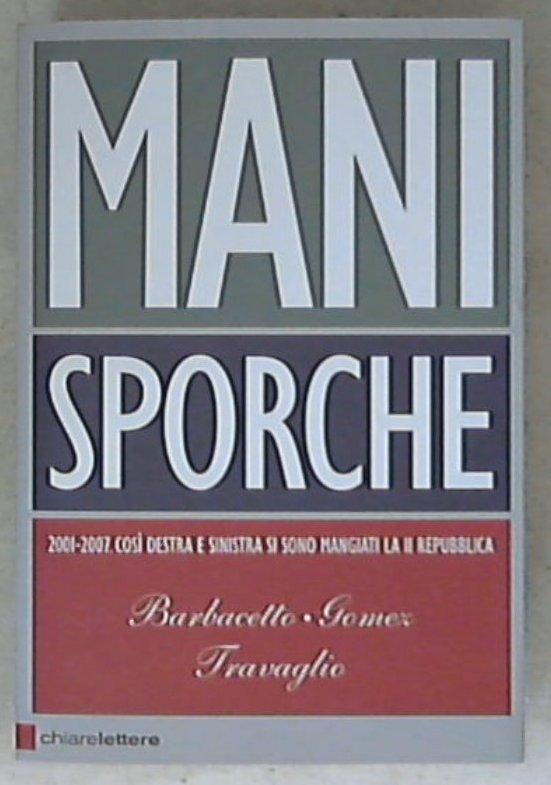 MANI
SPORCHE
2001-2007. COSÌ DESTRA E SINISTRA SI SONO MANGIATI LA II REPUBBLICA
Barbacetto • Gomez
Travaglio
chiarelettere